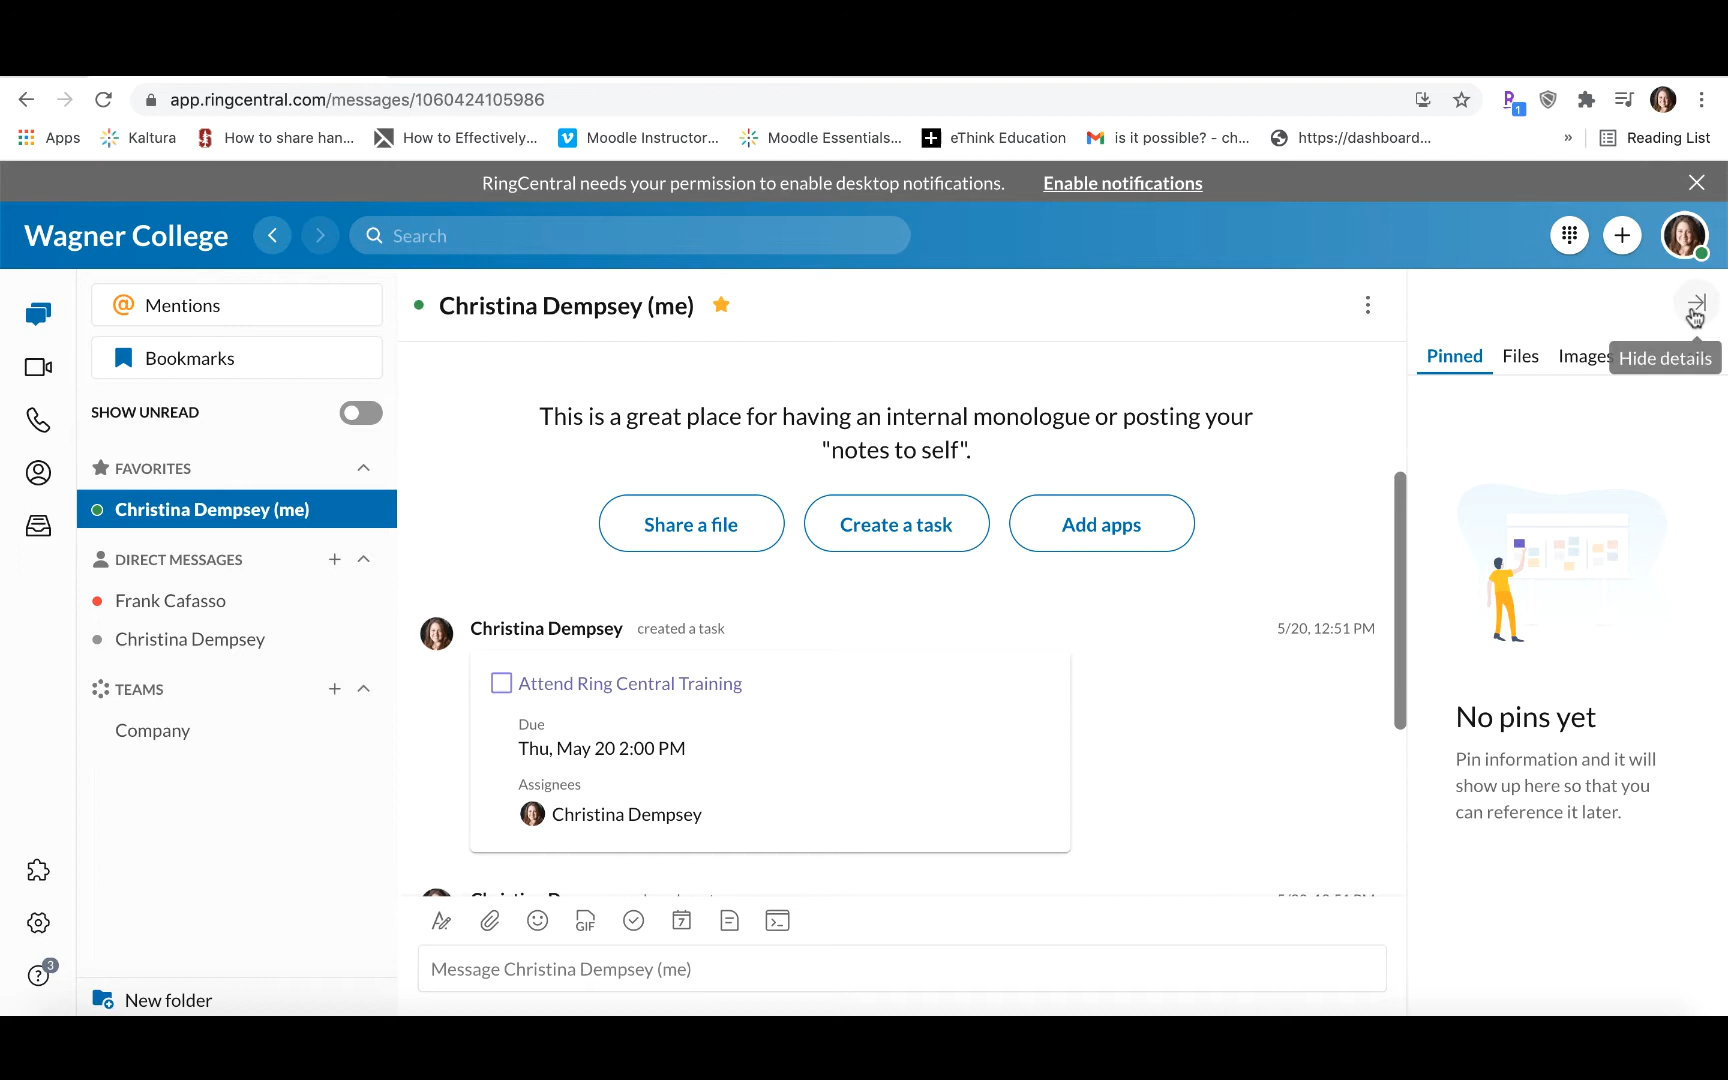 app.ringcentral.com/messages/1060424105986
1
Apps
Kaltura
How to share han...
How to Effectively...
Moodle Instructor...
Moodle Essentials...
eThink Education
is it possible? - ch...
https://dashboard...
»
Reading List
RingCentral needs your permission to enable desktop notifications.
Enable notifications
Wagner College
Search
Mentions
Bookmarks
SHOW UNREAD
FAVORITES
Christina Dempsey (me)
DIRECT MESSAGES
Frank Cafasso
Christina Dempsey
TEAMS
Company
3
New folder
Christina Dempsey (me)
This is a great place for having an internal monologue or posting your
"notes to self".
Share a file
Create a task
Add apps
Christina Dempsey created a task
5/20, 12:51 PM
Attend Ring Central Training
Due
Thu, May 20 2:00 PM
Assignees
Christina Dempsey
GIF
7
Message Christina Dempsey (me)
Pinned
Files
Images
Hide details
No pins yet
Pin information and it will
show up here so that you
can reference it later.